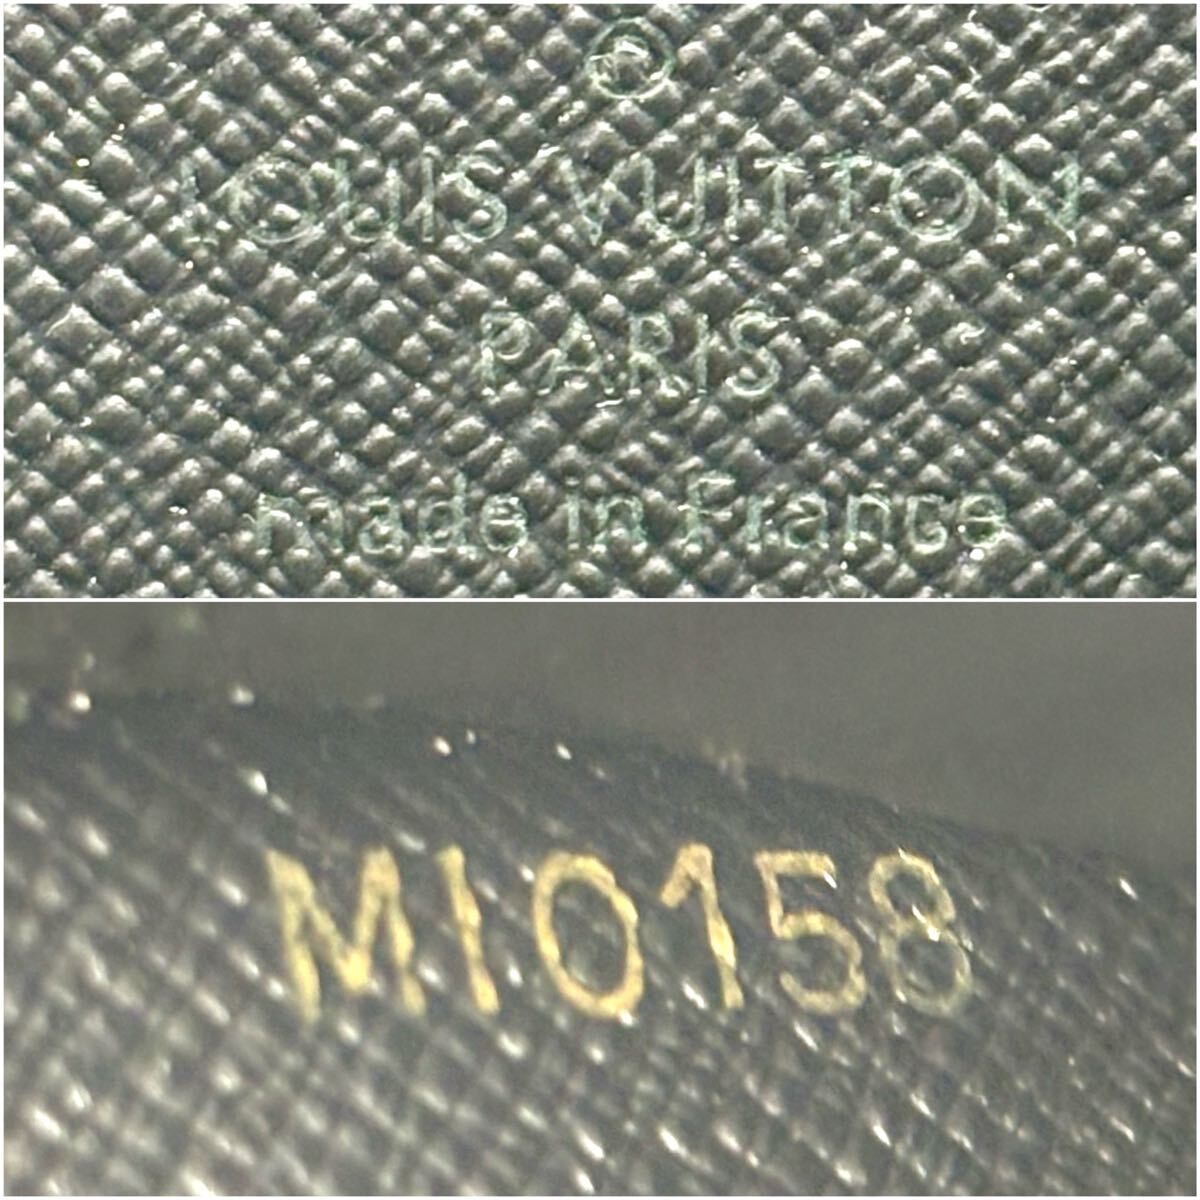 ®
LOUIS VUITTON
PARIS
made in France
MI0158